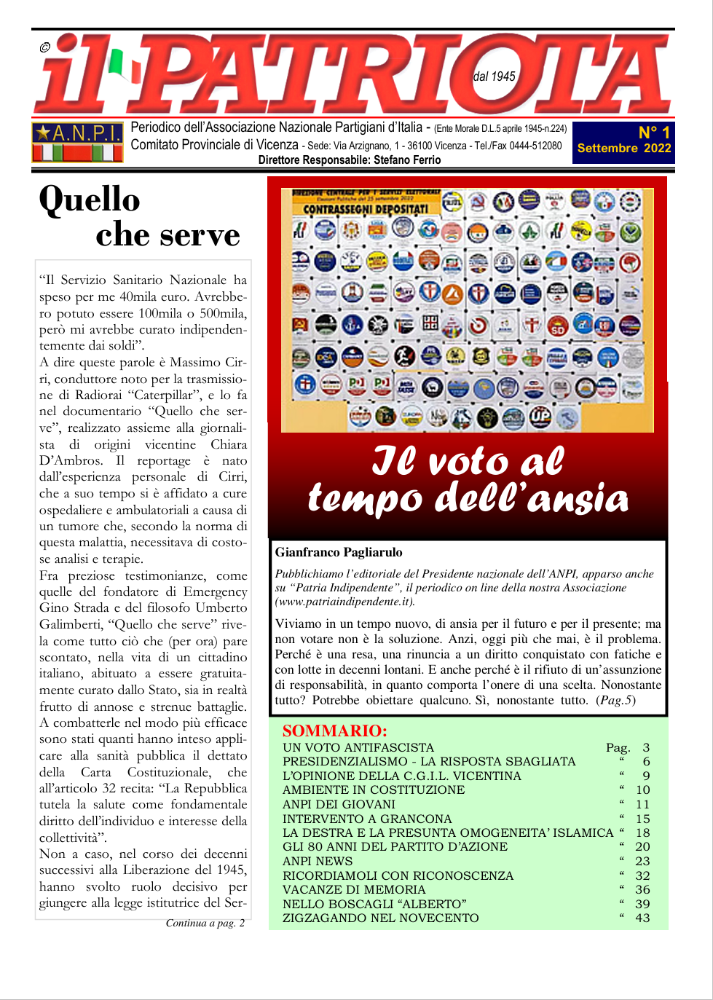 ©
il PATRIOTA
dal 1945
★A.N.P.I.
Periodico dell'Associazione Nazionale Partigiani d'Italia - (Ente Morale D.L.5 aprile 1945-n.224)
Comitato Provinciale di Vicenza - Sede: Via Arzignano, 1 - 36100 Vicenza - Tel./Fax 0444-512080
Direttore Responsabile: Stefano Ferrio
N° 1
Settembre 2022
Quello
che serve
“Il Servizio Sanitario Nazionale ha
speso per me 40mila euro. Avrebbe-
ro potuto essere 100mila o 500mila,
però mi avrebbe curato indipenden-
temente dai soldi”.
A dire queste parole è Massimo Cir-
ri, conduttore noto per la trasmissio-
ne di Radiorai “Caterpillar”, e lo fa
nel documentario “Quello che ser-
ve”, realizzato assieme alla giornali-
sta di origini vicentine Chiara
D’Ambros. Il reportage è nato
dall’esperienza personale di Cirri,
che a suo tempo si è affidato a cure
ospedaliere e ambulatoriali a causa di
un tumore che, secondo la norma di
questa malattia, necessitava di costo-
se analisi e terapie.
Fra preziose testimonianze, come
quelle del fondatore di Emergency
Gino Strada e del filosofo Umberto
Galimberti, “Quello che serve” rive-
la come tutto ciò che (per ora) pare
scontato, nella vita di un cittadino
italiano, abituato a essere gratuita-
mente curato dallo Stato, sia in realtà
frutto di annose e strenue battaglie.
A combatterle nel modo più efficace
sono stati quanti hanno inteso appli-
care alla sanità pubblica il dettato
della Carta Costituzionale, che
all’articolo 32 recita: “La Repubblica
tutela la salute come fondamentale
diritto dell’individuo e interesse della
collettività”.
Non a caso, nel corso dei decenni
successivi alla Liberazione del 1945,
hanno svolto ruolo decisivo per
giungere alla legge istitutrice del Ser-
Continua a pag. 2
DIREZIONE CENTRALE PER I SERVIZI ELETTORALI
Elezioni Politiche del 25 settembre 2022
CONTRASSEGNI DEPOSITATI
Il voto al
tempo dell’ansia
Gianfranco Pagliarulo
Pubblichiamo l’editoriale del Presidente nazionale dell’ANPI, apparso anche
su “Patria Indipendente”, il periodico on line della nostra Associazione
(www.patriaindipendente.it).
Viviamo in un tempo nuovo, di ansia per il futuro e per il presente; ma
non votare non è la soluzione. Anzi, oggi più che mai, è il problema.
Perché è una resa, una rinuncia a un diritto conquistato con fatiche e
con lotte in decenni lontani. E anche perché è il rifiuto di un’assunzione
di responsabilità, in quanto comporta l’onere di una scelta. Nonostante
tutto? Potrebbe obiettare qualcuno. Sì, nonostante tutto. (Pag.5)
SOMMARIO:
UN VOTO ANTIFASCISTA Pag. 3
PRESIDENZIALISMO - LA RISPOSTA SBAGLIATA “ 6
L’OPINIONE DELLA C.G.I.L. VICENTINA “ 9
AMBIENTE IN COSTITUZIONE “ 10
ANPI DEI GIOVANI “ 11
INTERVENTO A GRANCONA “ 15
LA DESTRA E LA PRESUNTA OMOGENEITA’ ISLAMICA “ 18
GLI 80 ANNI DEL PARTITO D’AZIONE “ 20
ANPI NEWS “ 23
RICORDIAMOLI CON RICONOSCENZA “ 32
VACANZE DI MEMORIA “ 36
NELLO BOSCAGLI “ALBERTO” “ 39
ZIGZAGANDO NEL NOVECENTO “ 43